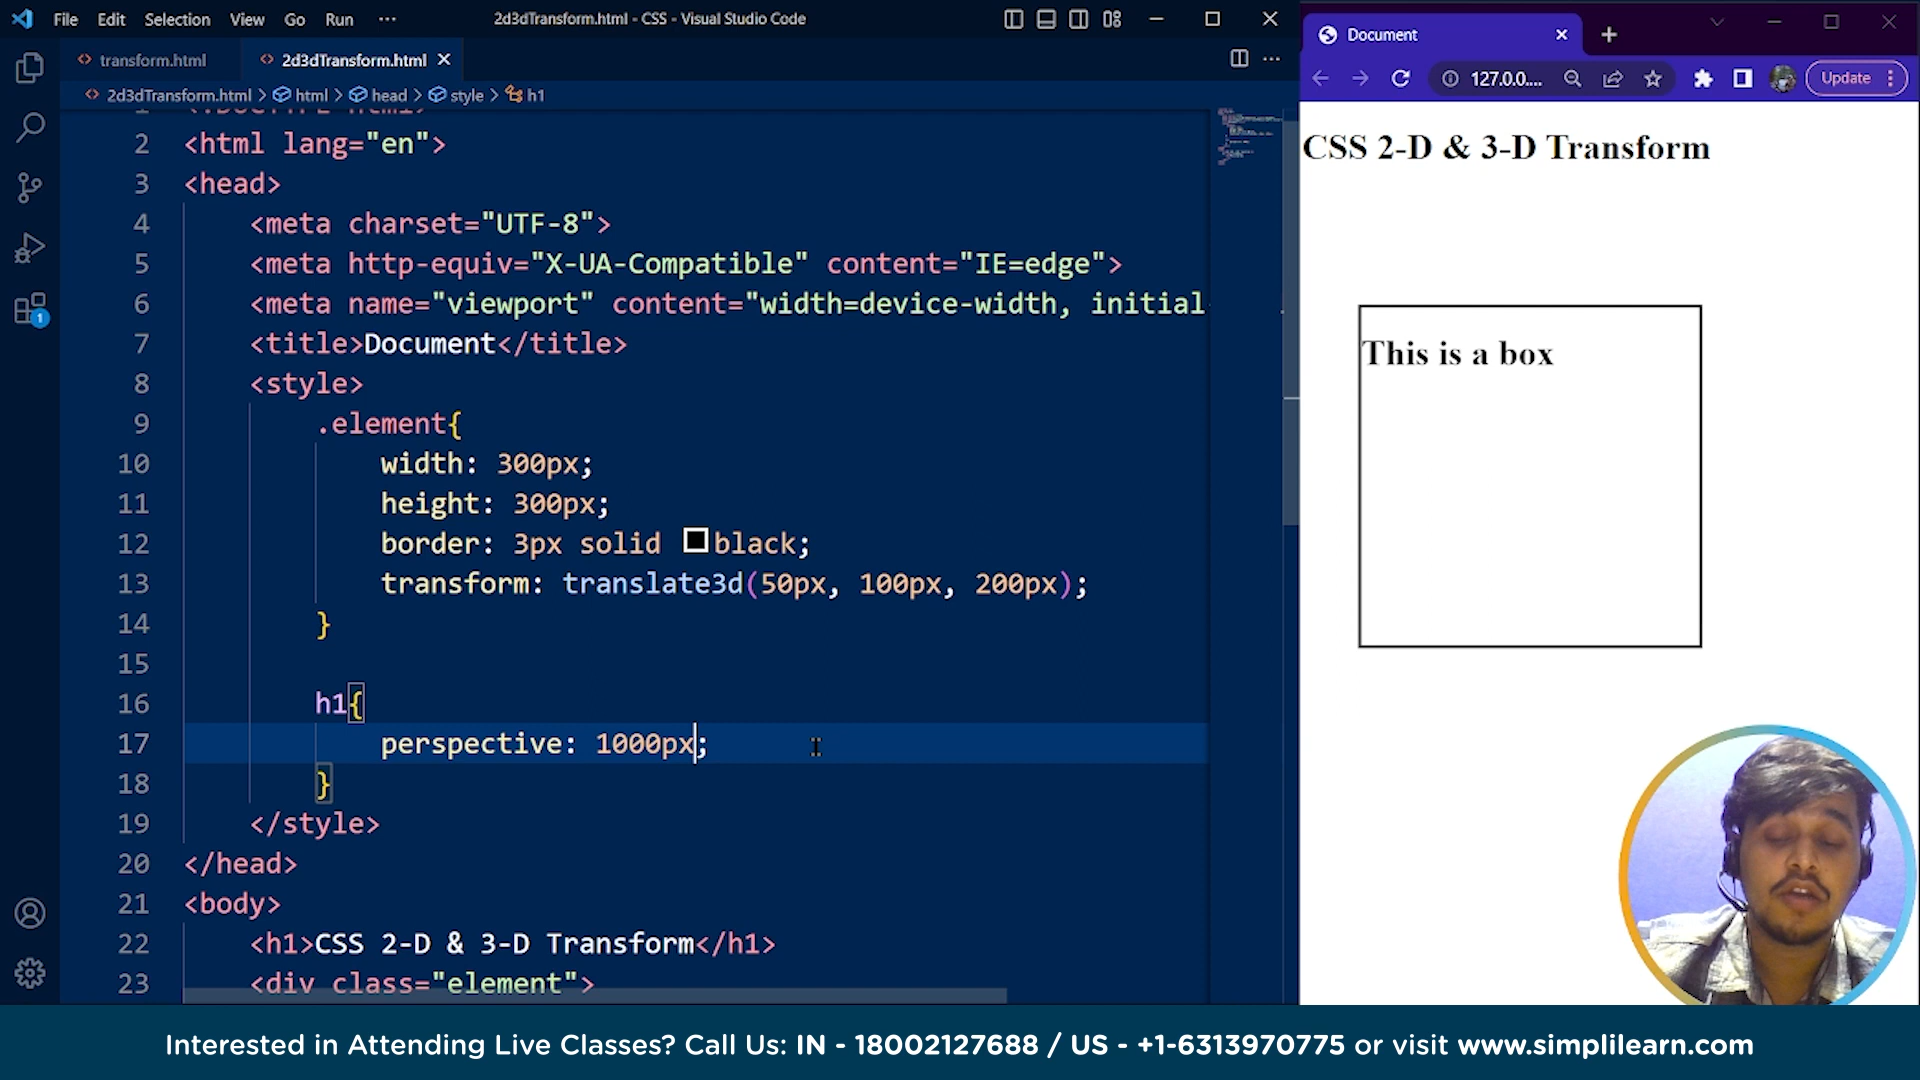 File Edit Selection View Go Run ··· 2d3dTransform.html - CSS - Visual Studio Code
transform.html 2d3dTransform.html
2d3dTransform.html > html > head > style > h1
2 <html lang="en">
3 <head>
4 <meta charset="UTF-8">
5 <meta http-equiv="X-UA-Compatible" content="IE=edge">
6 <meta name="viewport" content="width=device-width, initial-
7 <title>Document</title>
8 <style>
9 .element{
10 width: 300px;
11 height: 300px;
12 border: 3px solid black;
13 transform: translate3d(50px, 100px, 200px);
14 }
15
16 h1{
17 perspective: 1000px;
18 }
19 </style>
20 </head>
21 <body>
22 <h1>CSS 2-D & 3-D Transform</h1>
23 <div class="element">
1
Document
127.0.0.... Update
CSS 2-D & 3-D Transform
This is a box
Interested in Attending Live Classes? Call Us: IN - 18002127688 / US - +1-6313970775 or visit www.simplilearn.com